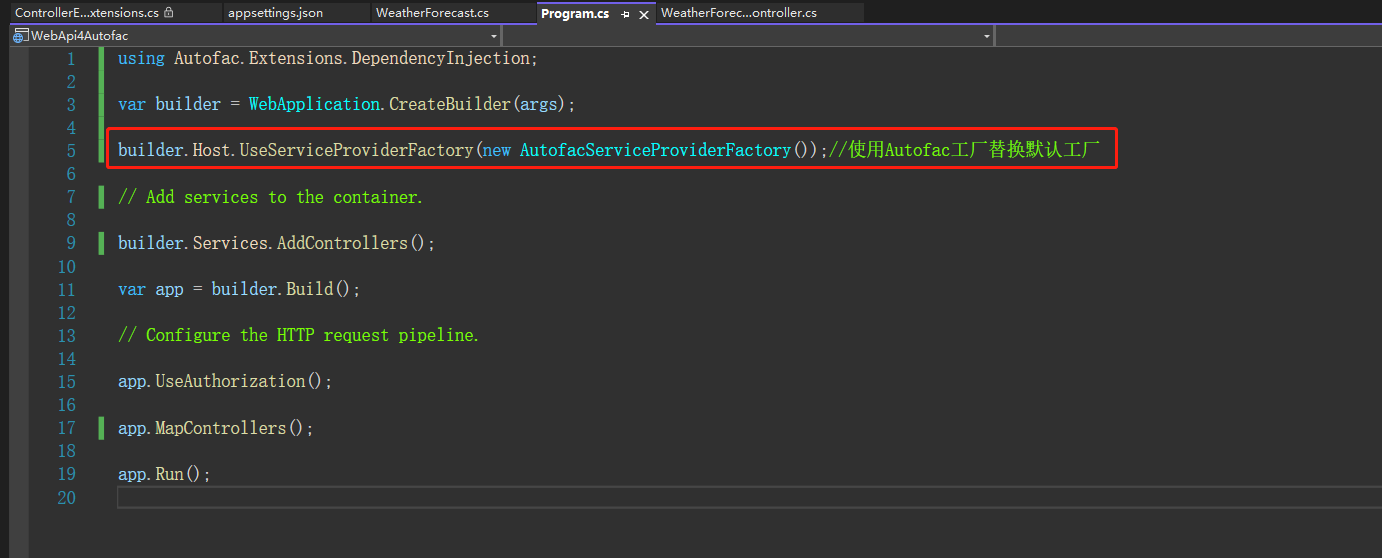 ControllerE...xtensions.cs
appsettings.json
WeatherForecast.cs
Program.cs
WeatherForec...ontroller.cs
WebApi4Autofac
1 using Autofac.Extensions.DependencyInjection;
2
3 var builder = WebApplication.CreateBuilder(args);
4
5 builder.Host.UseServiceProviderFactory(new AutofacServiceProviderFactory());//使用Autofac工厂替换默认工厂
6
7 // Add services to the container.
8
9 builder.Services.AddControllers();
10
11 var app = builder.Build();
12
13 // Configure the HTTP request pipeline.
14
15 app.UseAuthorization();
16
17 app.MapControllers();
18
19 app.Run();
20